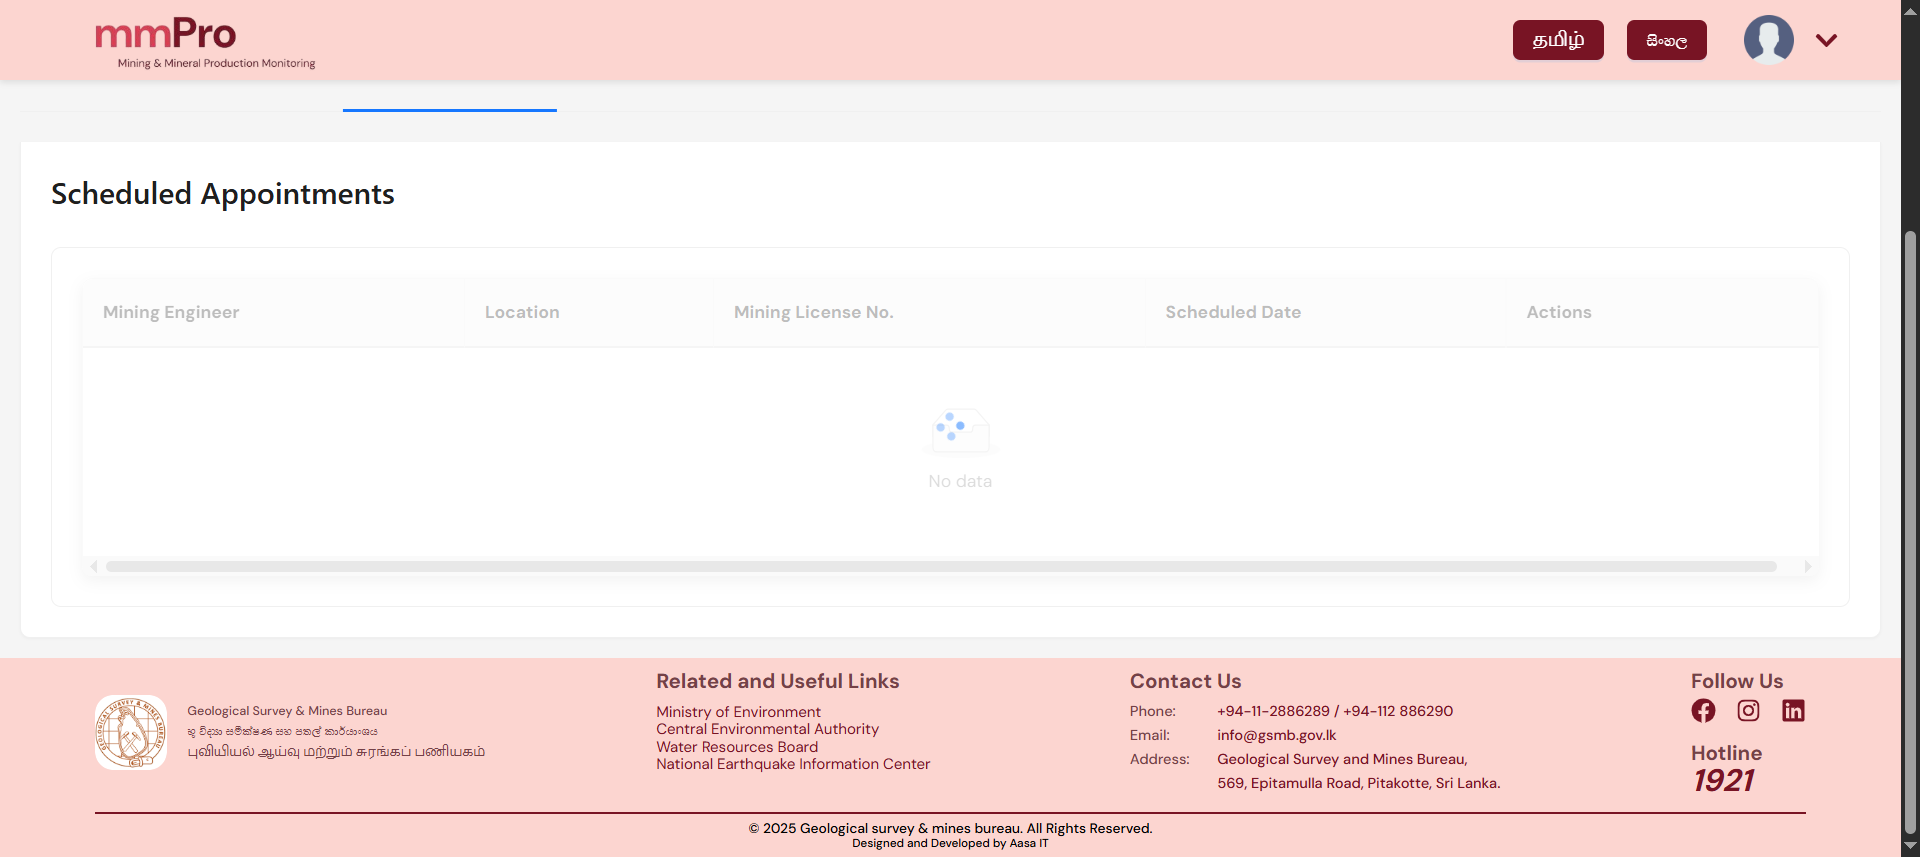 mmPro
Mining & Mineral Production Monitoring
தமிழ்
සිංහල
Scheduled Appointments
Mining Engineer
Location
Mining License No.
Scheduled Date
Actions
No data
GEOLOGICAL SURVEY & MINES BUREAU
Geological Survey & Mines Bureau
භූ විද්‍යා සමීක්ෂණ සහ පතල් කාර්යාංශය
புவியியல் ஆய்வு மற்றும் சுரங்கப் பணியகம்
Related and Useful Links
Ministry of Environment
Central Environmental Authority
Water Resources Board
National Earthquake Information Center
Contact Us
Phone: +94-11-2886289 / +94-112 886290
Email: info@gsmb.gov.lk
Address: Geological Survey and Mines Bureau,
569, Epitamulla Road, Pitakotte, Sri Lanka.
Follow Us
Hotline
1921
© 2025 Geological survey & mines bureau. All Rights Reserved.
Designed and Developed by Aasa IT